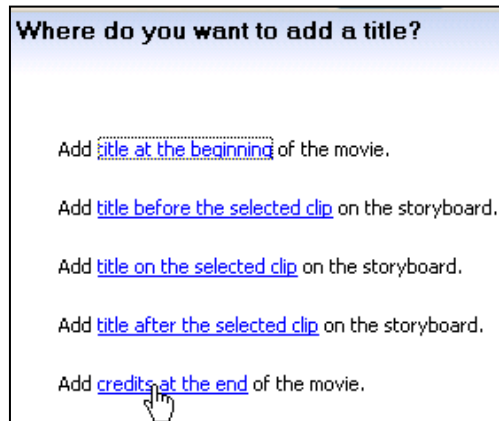 Where do you want to add a title?
Add title at the beginning of the movie.
Add title before the selected clip on the storyboard.
Add title on the selected clip on the storyboard.
Add title after the selected clip on the storyboard.
Add credits at the end of the movie.